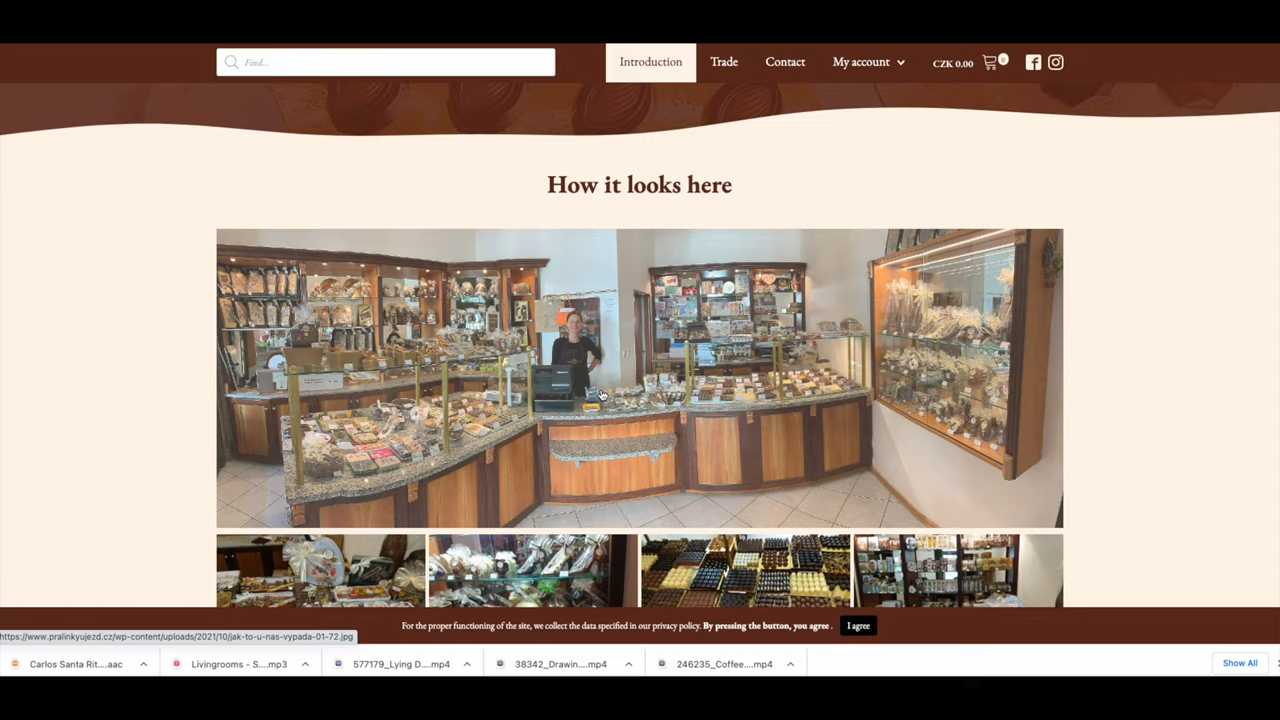 Find...
Introduction
Trade
Contact
My account
CZK 0.00
0
How it looks here
For the proper functioning of the site, we collect the data specified in our privacy policy. By pressing the button, you agree .
I agree
https://www.pralinkyujezd.cz/wp-content/uploads/2021/10/jak-to-u-nas-vypada-01-72.jpg
Carlos Santa Rit....aac
Livingrooms - S....mp3
577179_Lying D....mp4
38342_Drawin....mp4
246235_Coffee....mp4
Show All